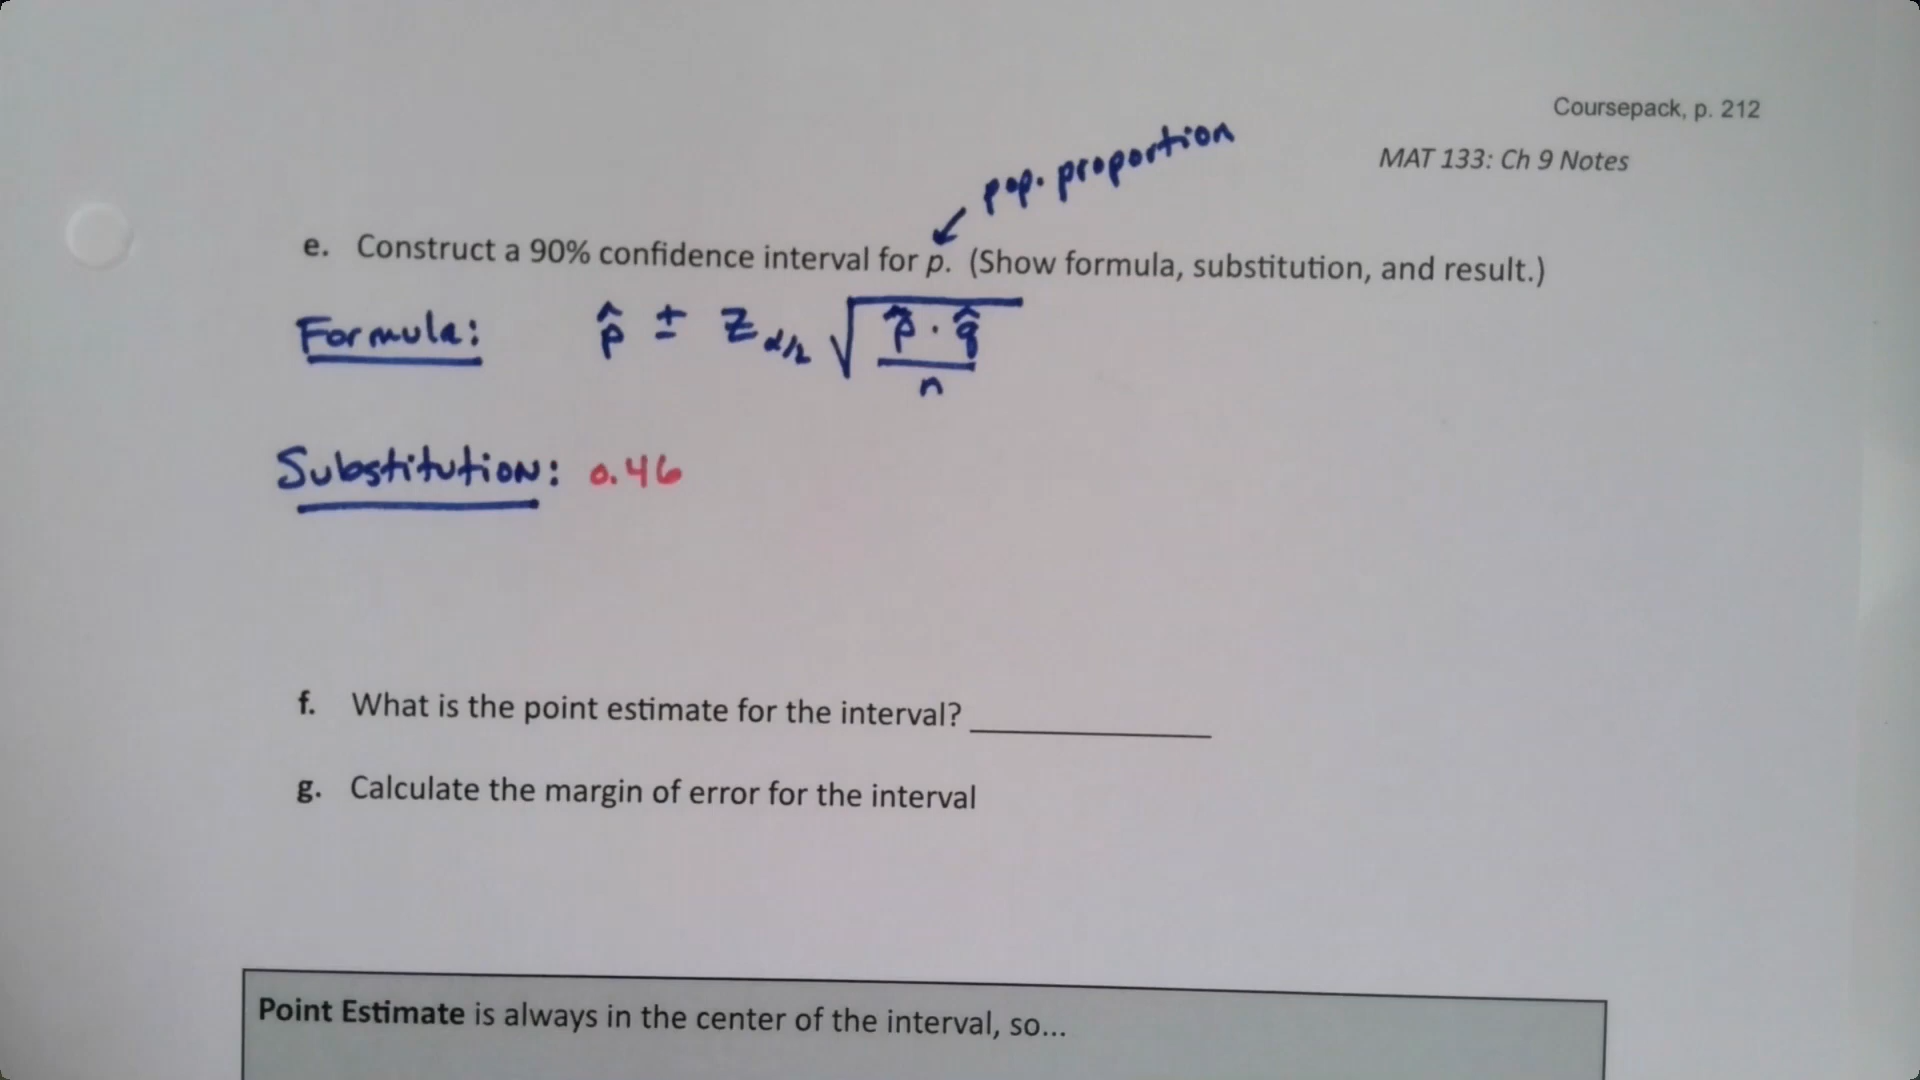 Coursepack, p. 212
MAT 133: Ch 9 Notes
pop. proportion
e. Construct a 90% confidence interval for p. (Show formula, substitution, and result.)
Formula: p̂ ± z α/2 √ p̂ · q̂ / n
Substitution: 0.46
f. What is the point estimate for the interval? __________
g. Calculate the margin of error for the interval
Point Estimate is always in the center of the interval, so...